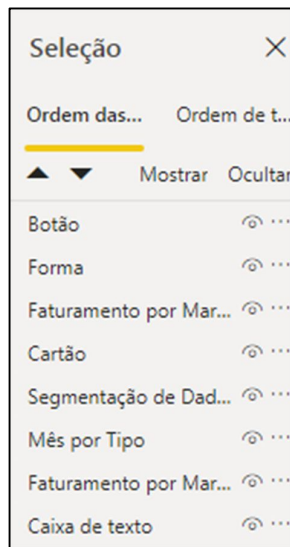 Seleção
Ordem das... Ordem de t...
Mostrar Ocultar
Botão
Forma
Faturamento por Mar...
Cartão
Segmentação de Dad...
Mês por Tipo
Faturamento por Mar...
Caixa de texto